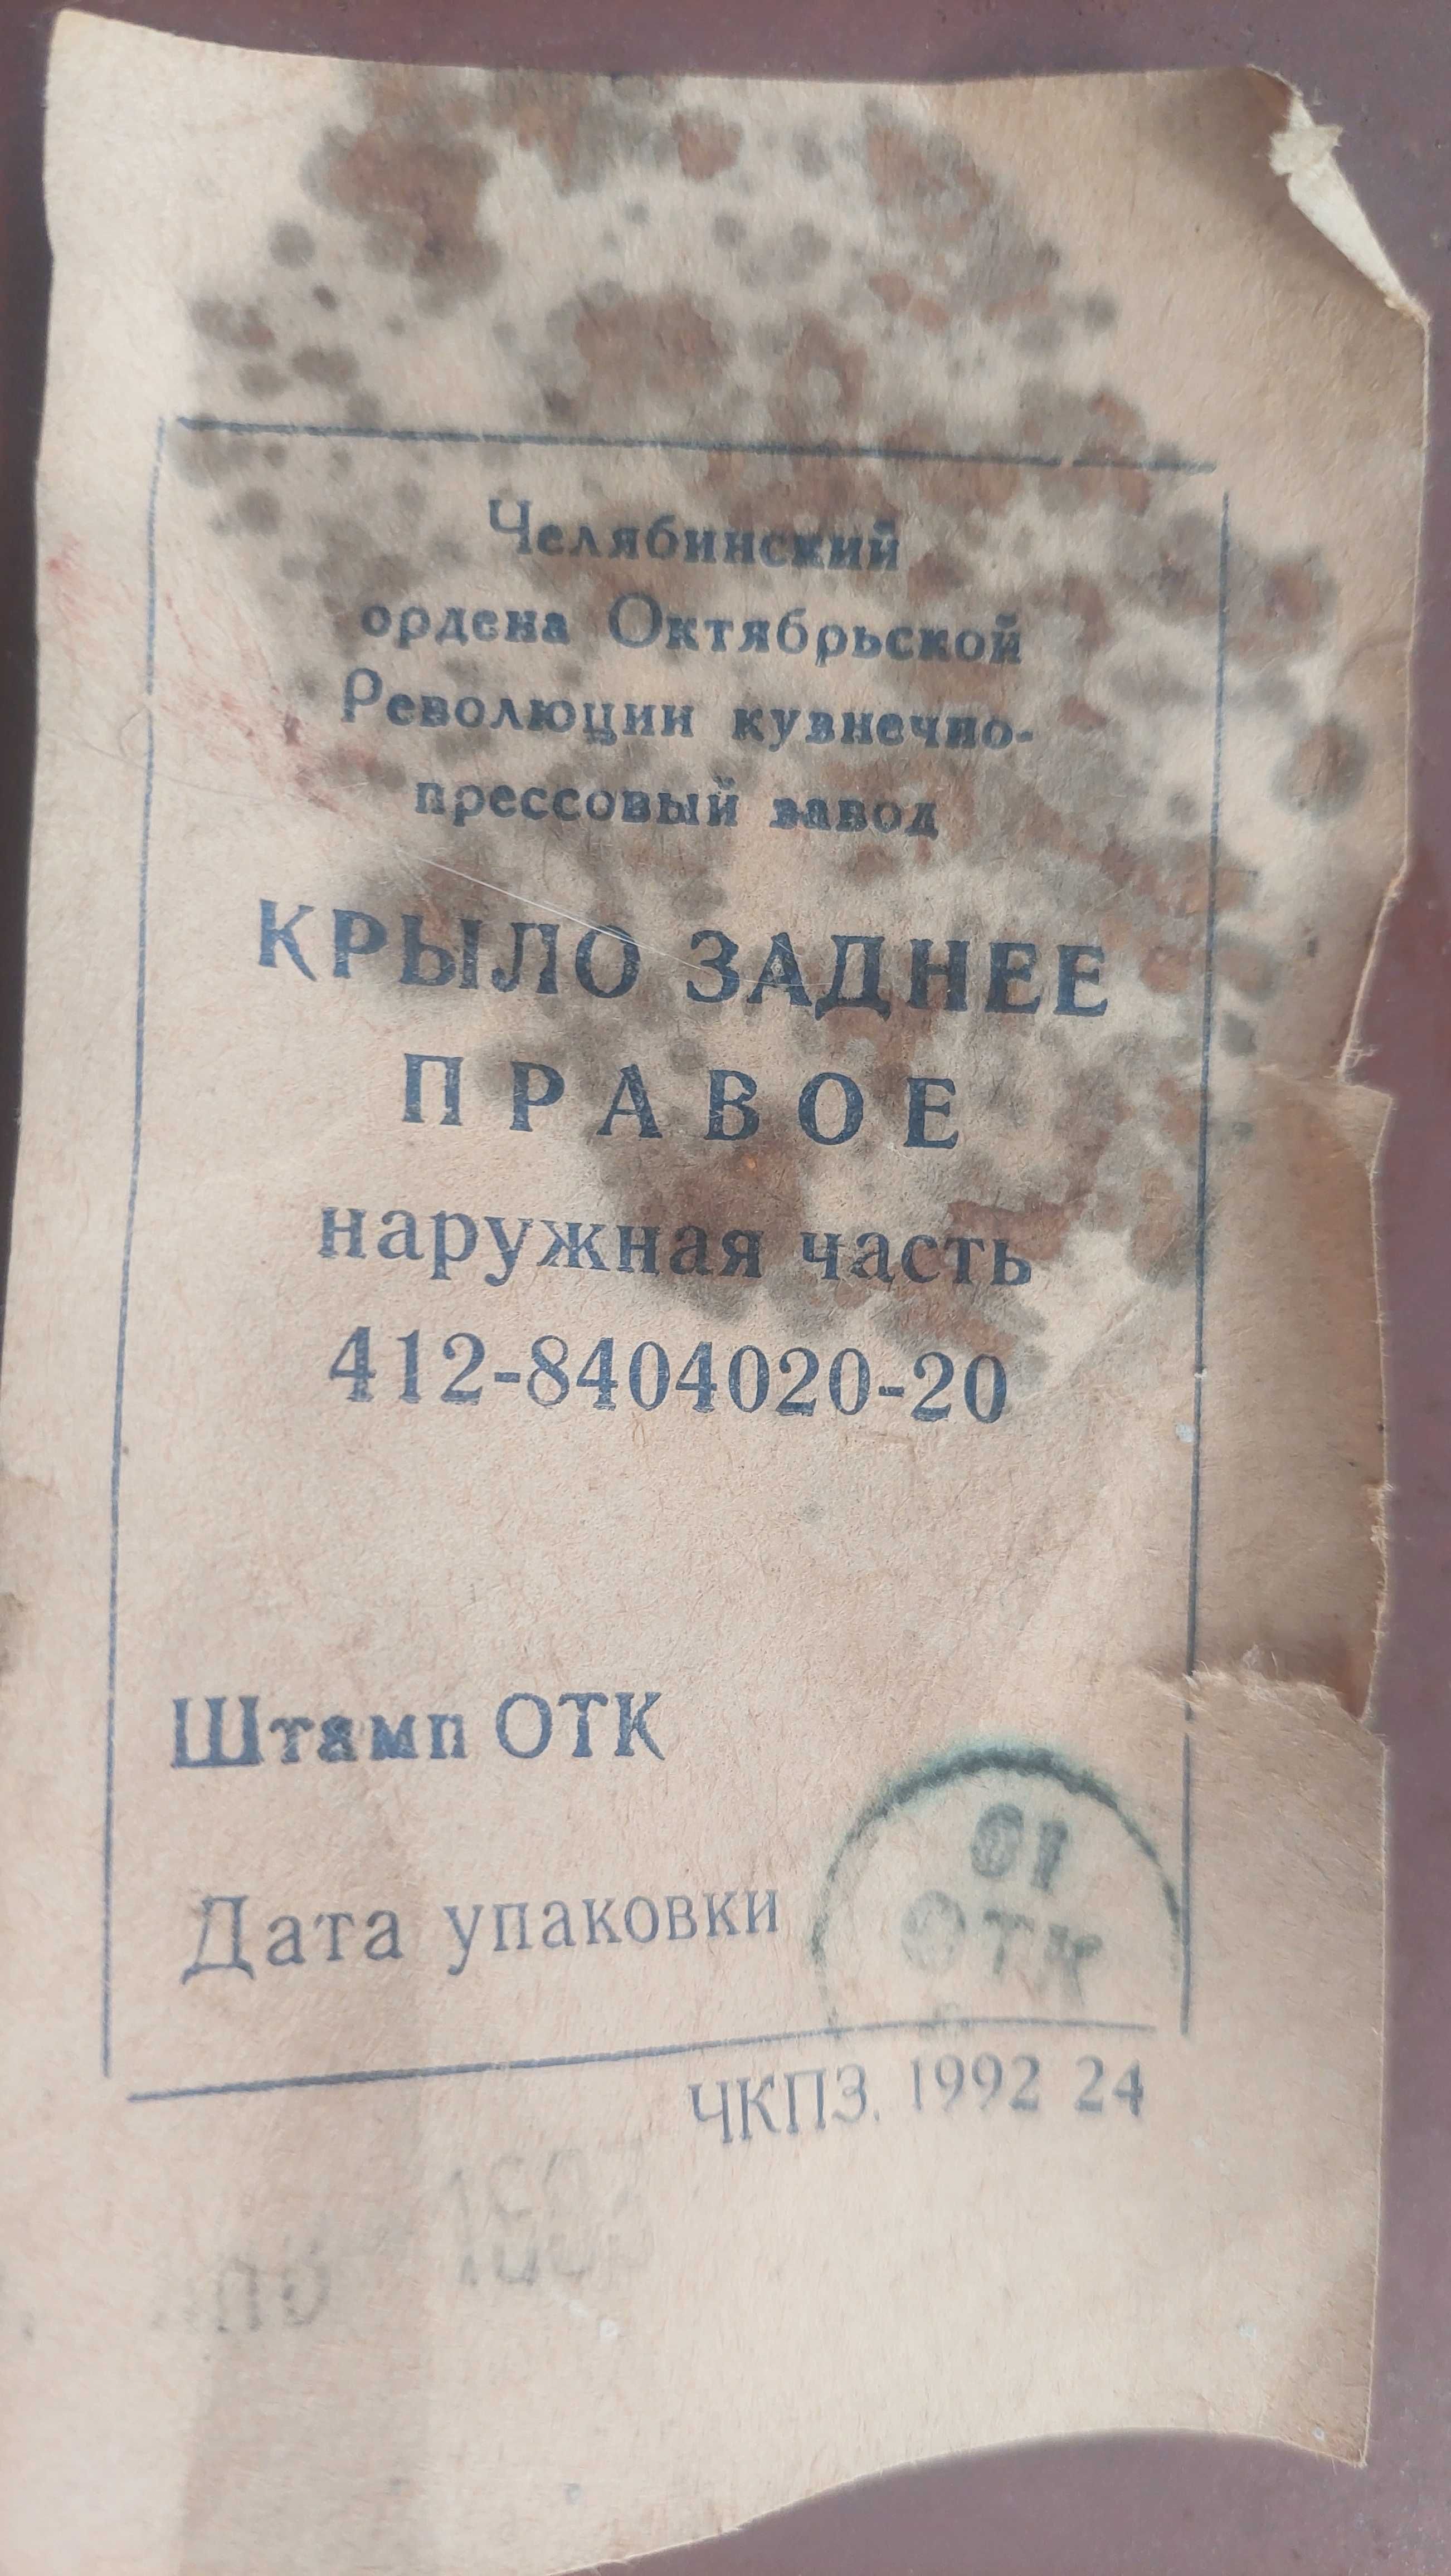 Челябинский
ордена Октябрьской
Революции кузнечно-
прессовый завод
КРЫЛО ЗАДНЕЕ
ПРАВОЕ
наружная часть
412-8404020-20
Штамп ОТК
Дата упаковки
ОТК
ЧКПЗ. 1992 24